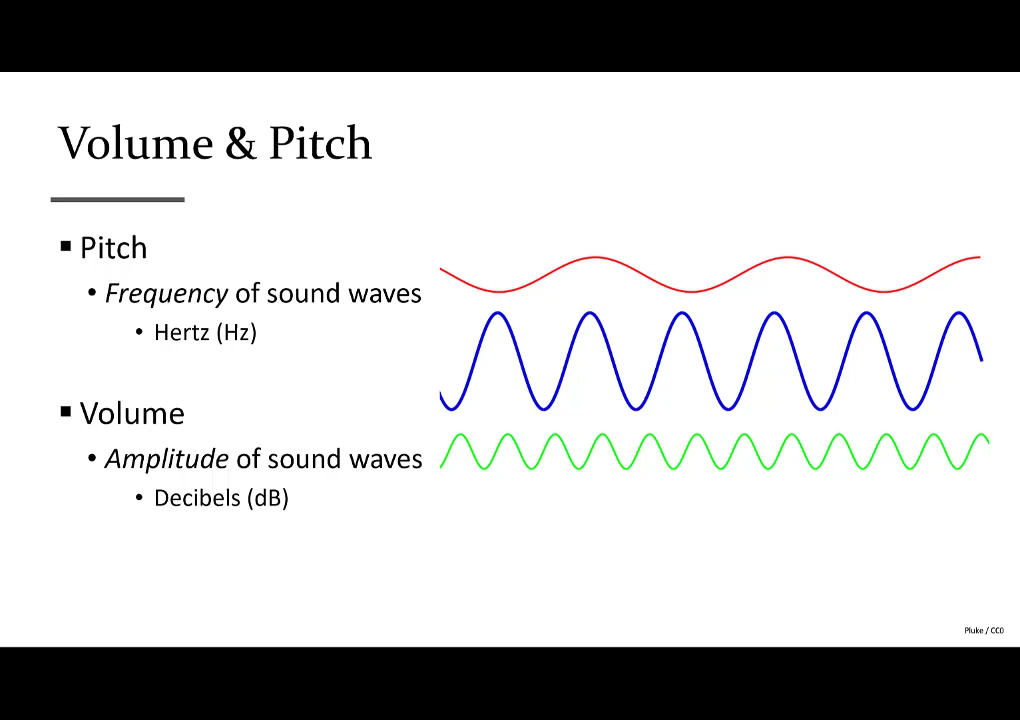 Volume & Pitch
▪ Pitch
• Frequency of sound waves
• Hertz (Hz)
▪ Volume
• Amplitude of sound waves
• Decibels (dB)
Pluke / CC0